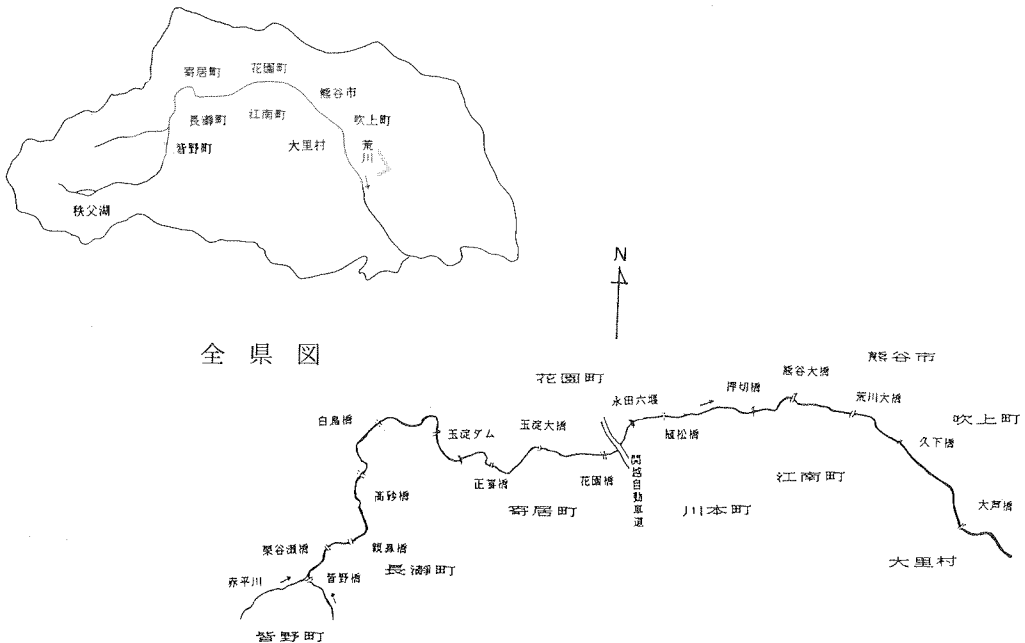 寄居町
花園町
熊谷市
長瀞町
江南町
吹上町
皆野町
大里村
荒川
秩父湖
全県図
N
花園町
熊谷市
白鳥橋
玉淀ダム
玉淀大橋
永田六堰
押切橋
熊谷大橋
荒川大橋
吹上町
植松橋
久下橋
高砂橋
正喜橋
花園橋
関越自動車道
江南町
寄居町
川本町
大芦橋
栗谷瀬橋
親鼻橋
長瀞町
大里村
赤平川
皆野橋
皆野町